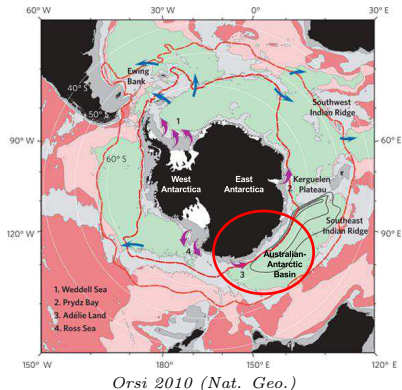 60°W
30°W
0°
30°E
Ewing
Bank
40° S
50° S
60° S
1
Southwest
Indian Ridge
90°W
60°E
West
Antarctica
East
Antarctica
2
Kerguelen
Plateau
120°W
90°E
Southeast
Indian Ridge
Australian-
Antarctic
Basin
4
3
1. Weddell Sea
2. Prydz Bay
3. Adélie Land
4. Ross Sea
150°W
180°W
150°E
120°E
Orsi 2010 (Nat. Geo.)